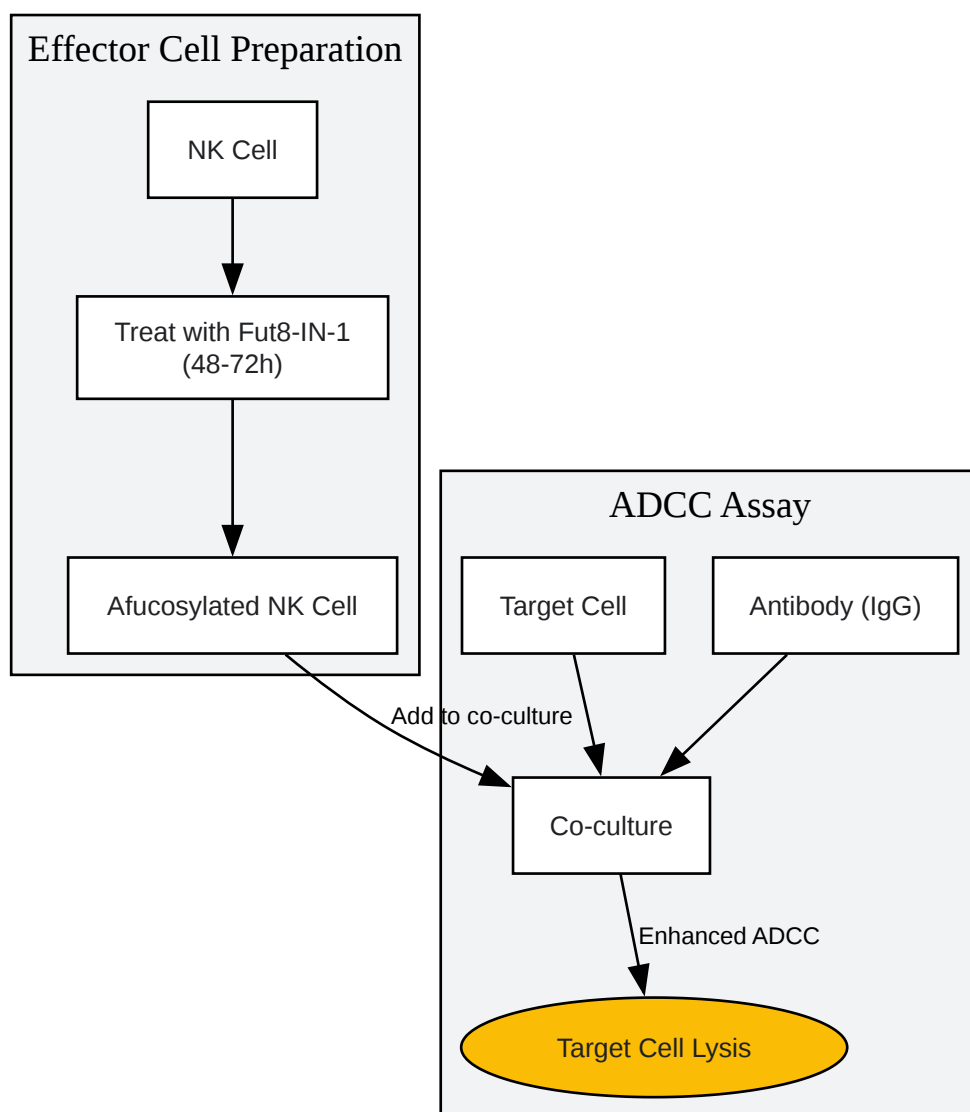 Effector Cell Preparation
NK Cell
Treat with Fut8-IN-1
(48-72h)
Afucosylated NK Cell
ADCC Assay
Target Cell
Antibody (IgG)
Add to co-culture
Co-culture
Enhanced ADCC
Target Cell Lysis